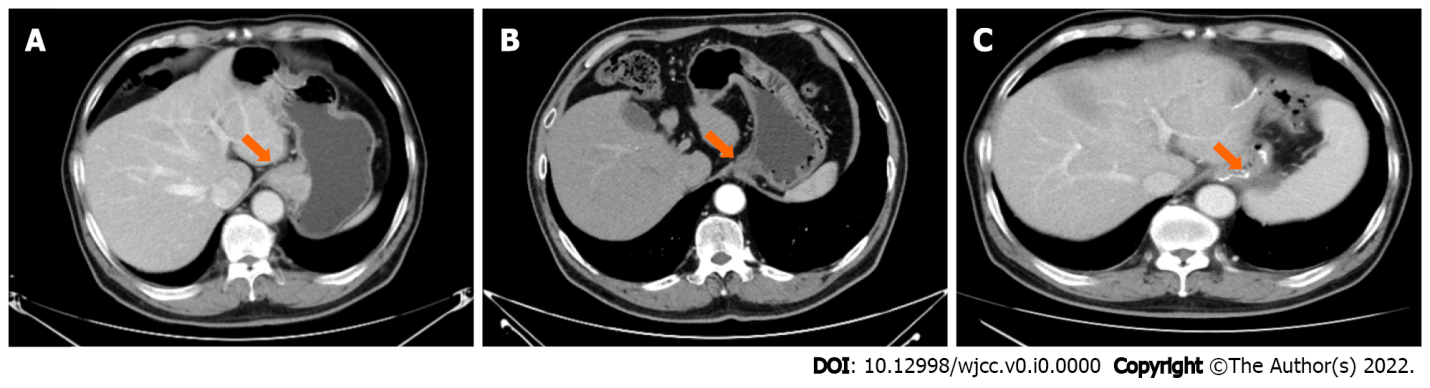 A
B
C
DOI: 10.12998/wjcc.v0.i0.0000 Copyright ©The Author(s) 2022.